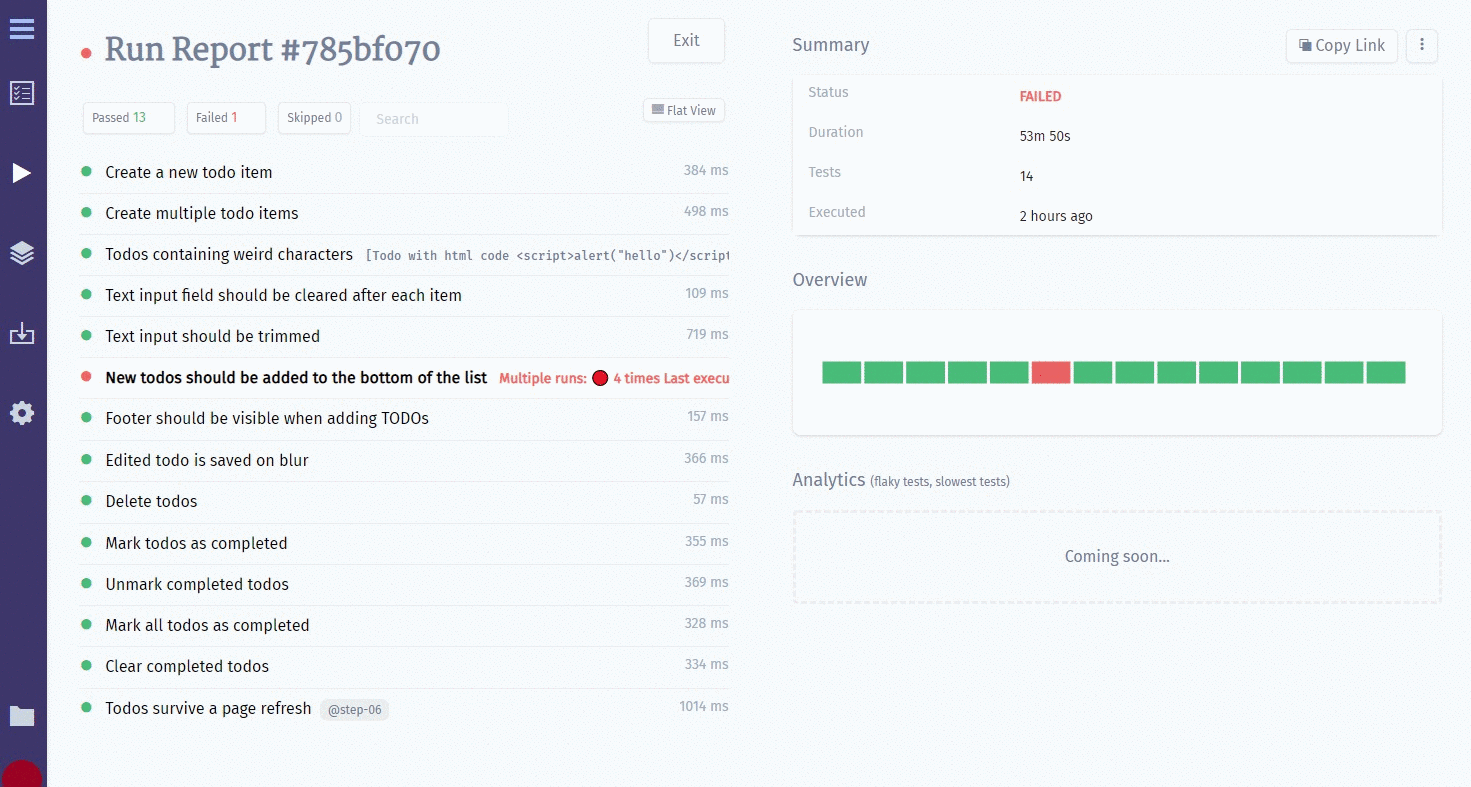 Run Report #785bf070
Exit
Passed 13
Failed 1
Skipped 0
Search
Flat View
Create a new todo item 384 ms
Create multiple todo items 498 ms
Todos containing weird characters [Todo with html code <script>alert("hello")</script
Text input field should be cleared after each item 109 ms
Text input should be trimmed 719 ms
New todos should be added to the bottom of the list Multiple runs: 4 times Last execu
Footer should be visible when adding TODOs 157 ms
Edited todo is saved on blur 366 ms
Delete todos 57 ms
Mark todos as completed 355 ms
Unmark completed todos 369 ms
Mark all todos as completed 328 ms
Clear completed todos 334 ms
Todos survive a page refresh @step-06 1014 ms
Summary
Copy Link
Status FAILED
Duration 53m 50s
Tests 14
Executed 2 hours ago
Overview
Analytics (flaky tests, slowest tests)
Coming soon...